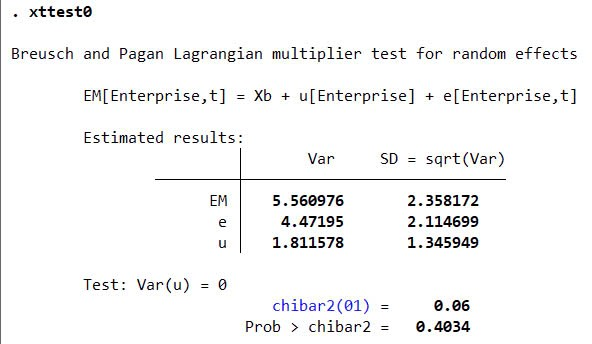 . xttest0
Breusch and Pagan Lagrangian multiplier test for random effects
EM[Enterprise,t] = Xb + u[Enterprise] + e[Enterprise,t]
Estimated results:
Var SD = sqrt(Var)
EM 5.560976 2.358172
e 4.47195 2.114699
u 1.811578 1.345949
Test: Var(u) = 0
chibar2(01) = 0.06
Prob > chibar2 = 0.4034